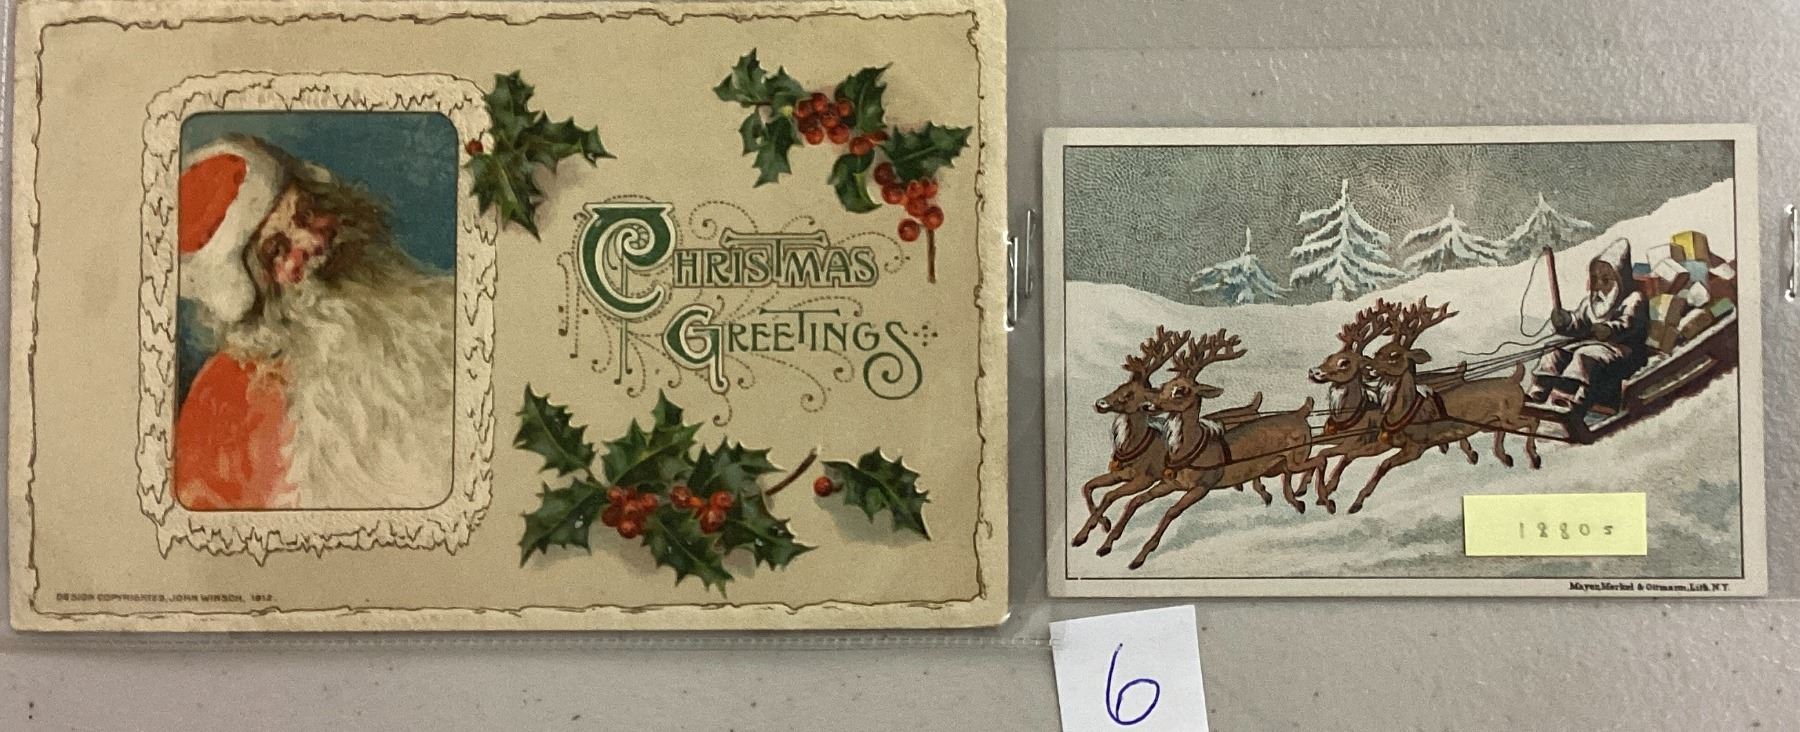 CHRISTMAS
GREETINGS
DESIGN COPYRIGHTED, JOHN WINSCH, 1912.
1880s
Mayer, Merkel & Ottmann, Lith. N.Y.
6